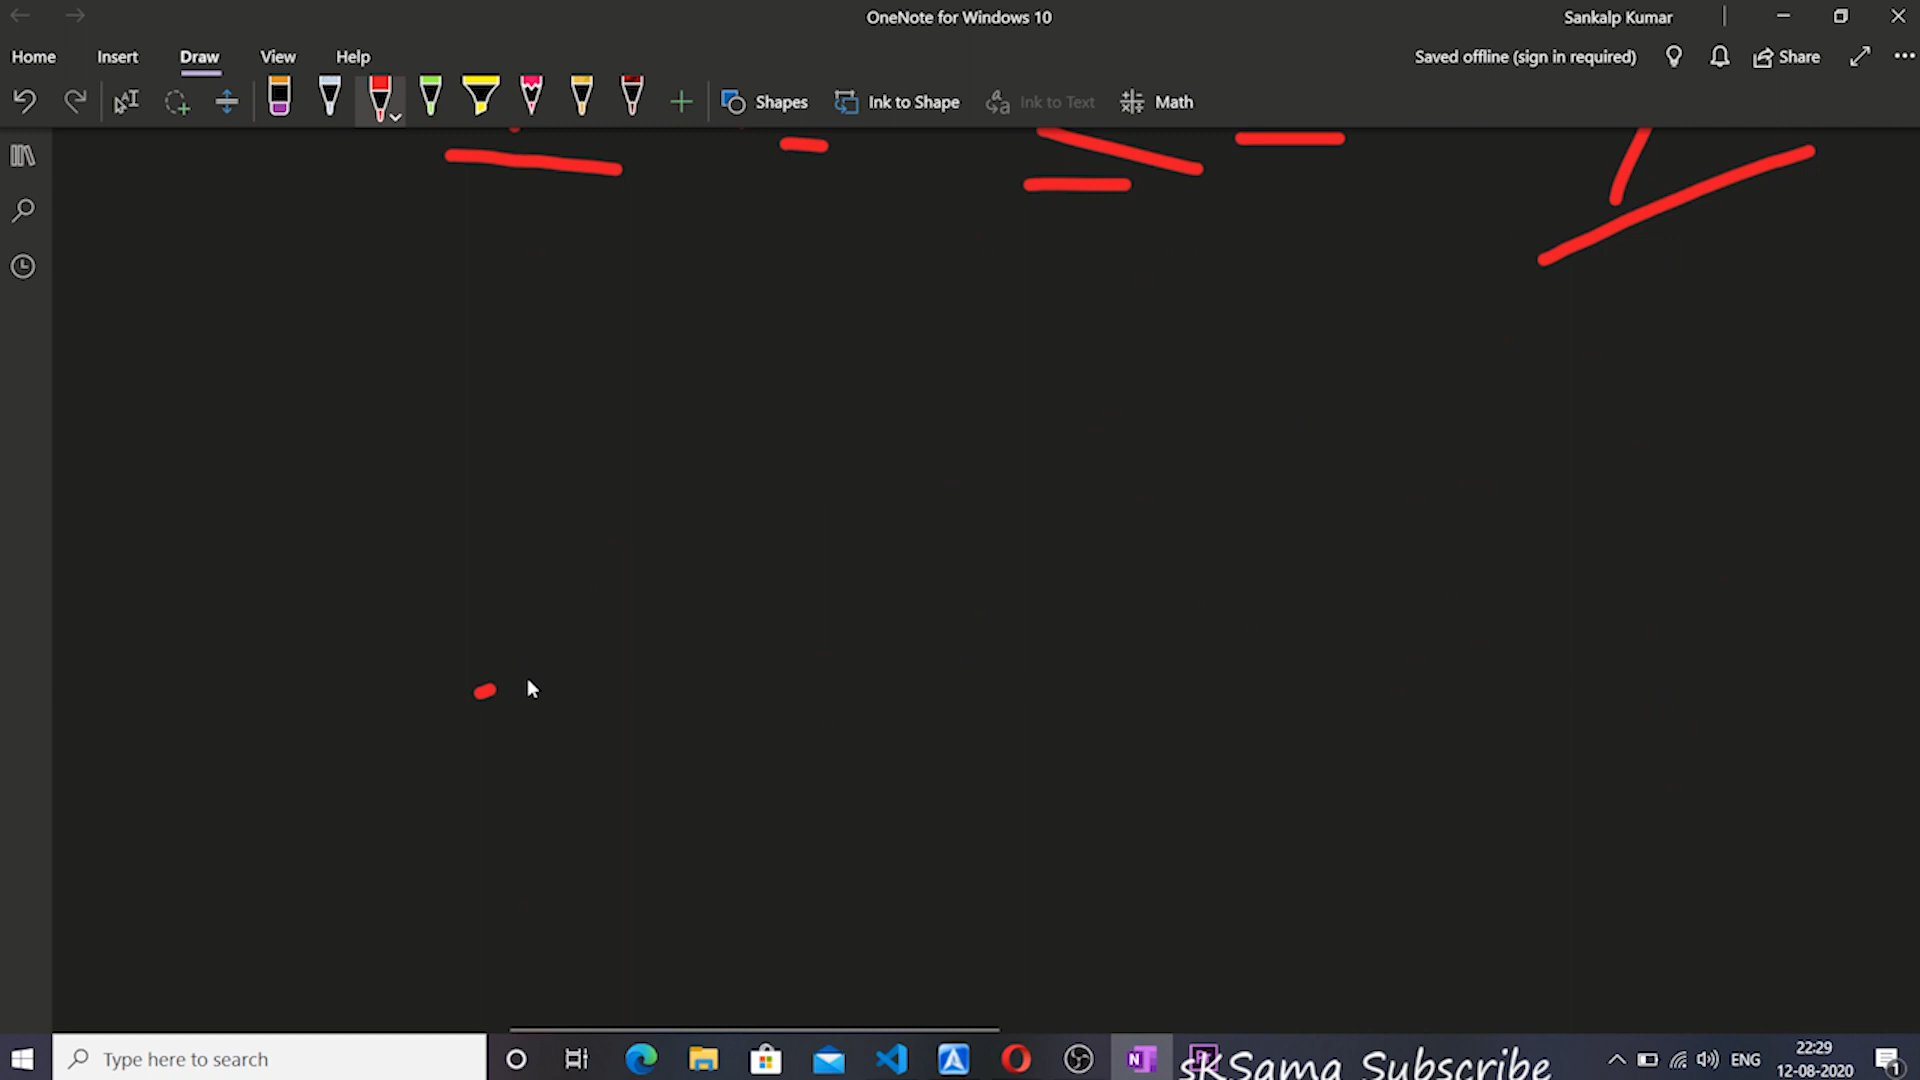 OneNote for Windows 10
Sankalp Kumar
Home Insert Draw View Help
Saved offline (sign in required) Share
Shapes Ink to Shape Ink to Text Math
Type here to search
sKSama Subscribe
ENG
22:29
12-08-2020
1